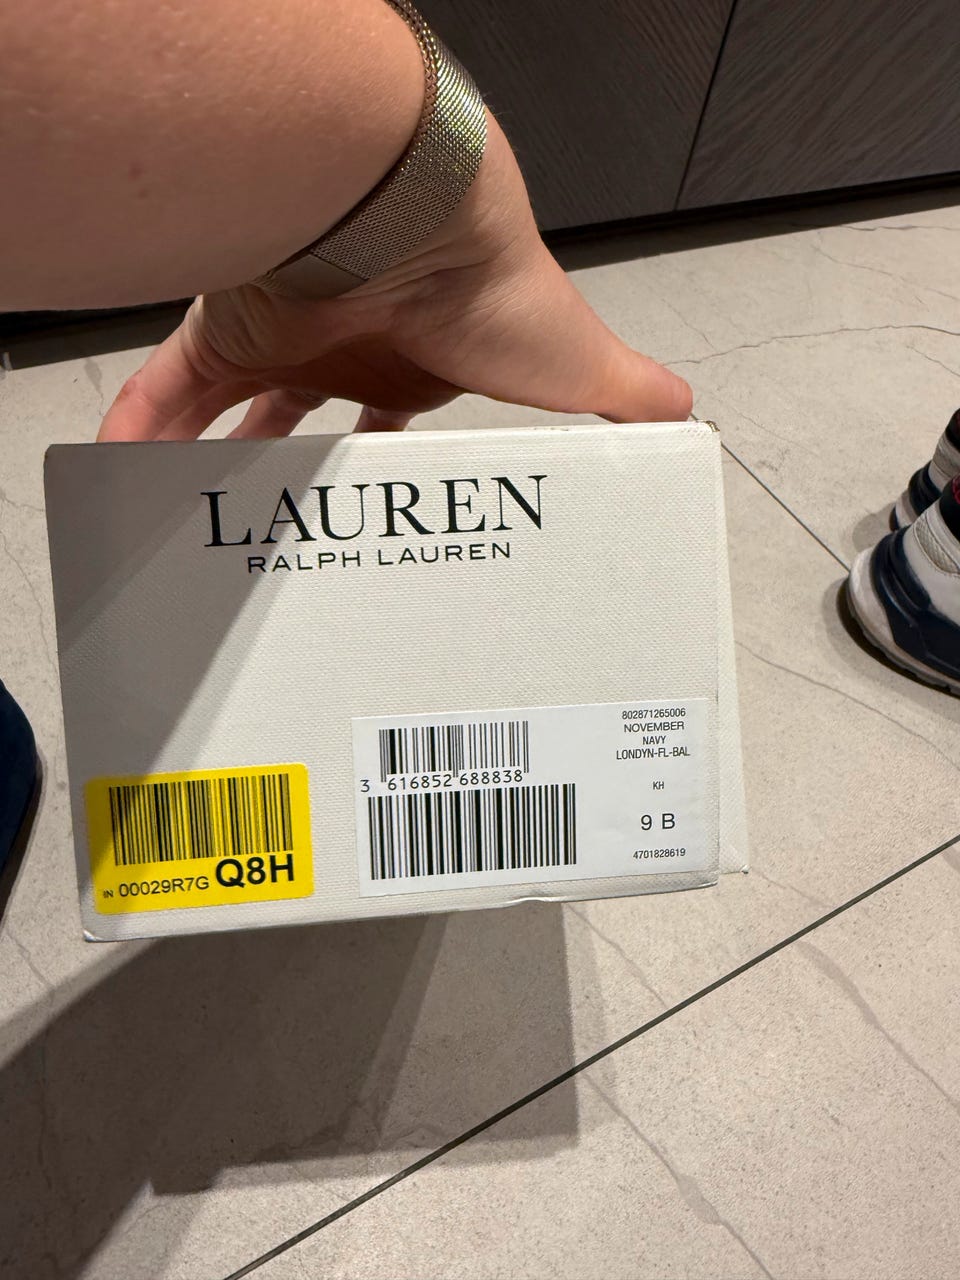 LAUREN
RALPH LAUREN
802871265006
NOVEMBER
NAVY
LONDYN-FL-BAL
KH
9 B
4701828619
3 616852 688838
IN 00029R7G Q8H